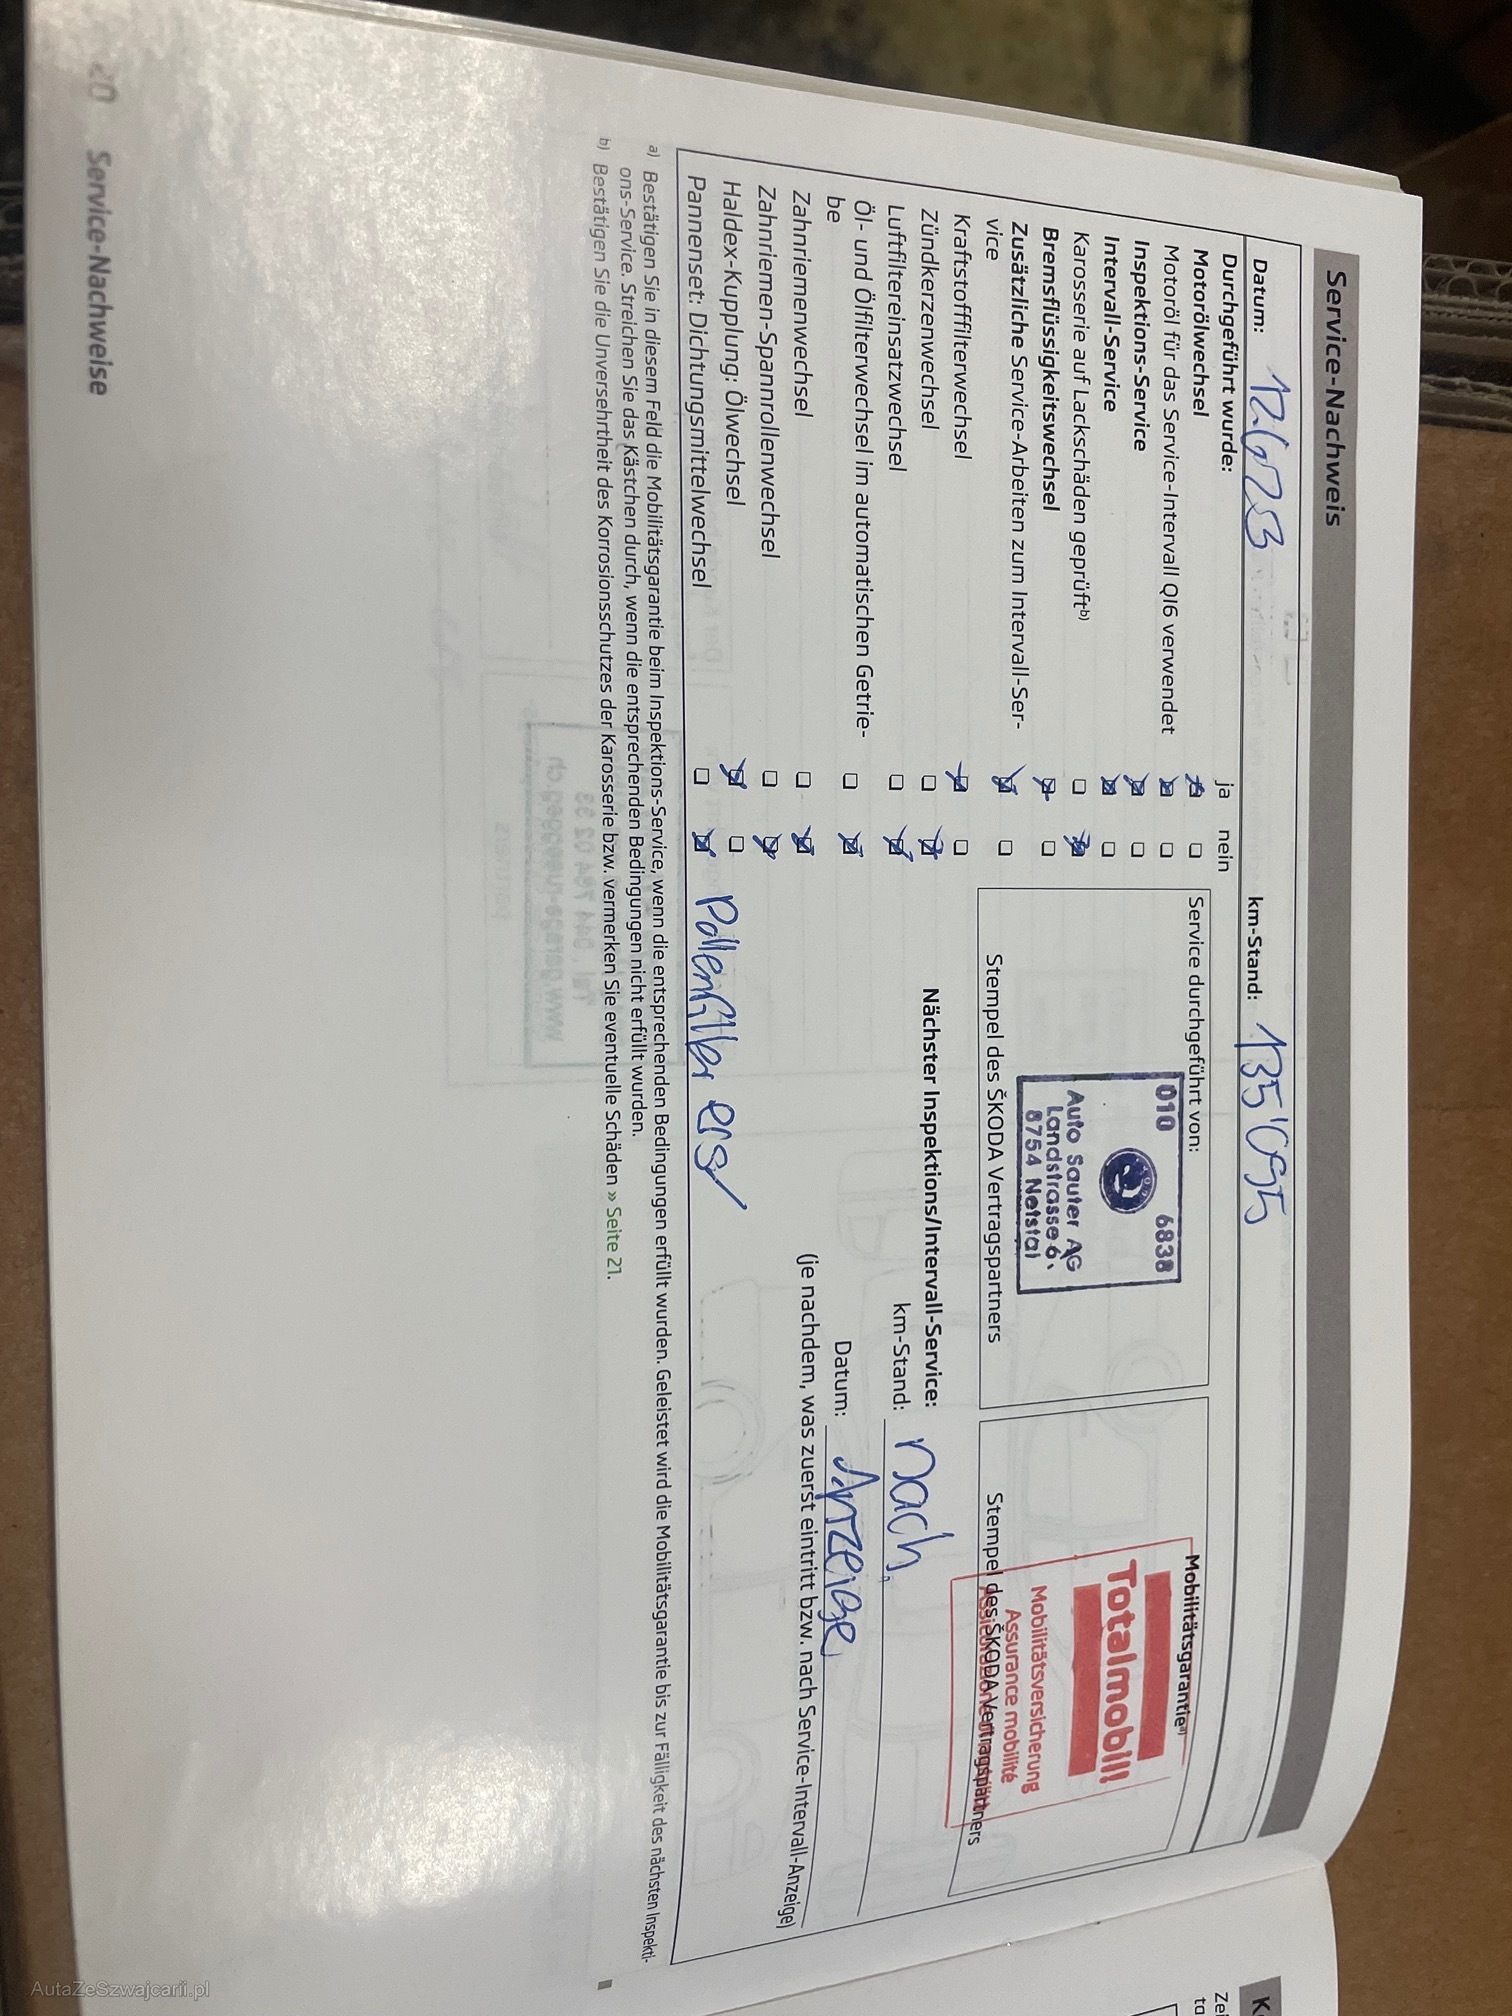 Service-Nachweis
Datum: 12.6.23
km-Stand: 135'095
Durchgeführt wurde:
ja nein
Motorölwechsel
Motoröl für das Service-Intervall QI6 verwendet
Inspektions-Service
Intervall-Service
Karosserie auf Lackschäden geprüft b)
Bremsflüssigkeitswechsel
Zusätzliche Service-Arbeiten zum Intervall-Ser-
vice
Kraftstofffilterwechsel
Zündkerzenwechsel
Luftfiltereinsatzwechsel
Öl- und Ölfilterwechsel im automatischen Getrie-
be
Zahnriemenwechsel
Zahnriemen-Spannrollenwechsel
Haldex-Kupplung: Ölwechsel
Pannenset: Dichtungsmittelwechsel
Service durchgeführt von:
010 6838
Auto Sauter AG
Landstrasse 6
8754 Netstal
Stempel des ŠKODA Vertragspartners
Mobilitätsgarantie a)
Totalmobil!
Mobilitätsversicherung
Assurance mobilité
Stempel des ŠKODA Vertragspartners
Nächster Inspektions/Intervall-Service:
km-Stand: nach
Datum: Anzeige
(je nachdem, was zuerst eintritt bzw. nach Service-Intervall-Anzeige)
Pollenfilter ers
a) Bestätigen Sie in diesem Feld die Mobilitätsgarantie beim Inspektions-Service, wenn die entsprechenden Bedingungen erfüllt wurden. Geleistet wird die Mobilitätsgarantie bis zur Fälligkeit des nächsten Inspekti-
ons-Service. Streichen Sie das Kästchen durch, wenn die entsprechenden Bedingungen nicht erfüllt wurden.
b) Bestätigen Sie die Unversehrtheit des Korrosionsschutzes der Karosserie bzw. vermerken Sie eventuelle Schäden » Seite 21.
20 Service-Nachweise
AutaZeSzwajcarii.pl